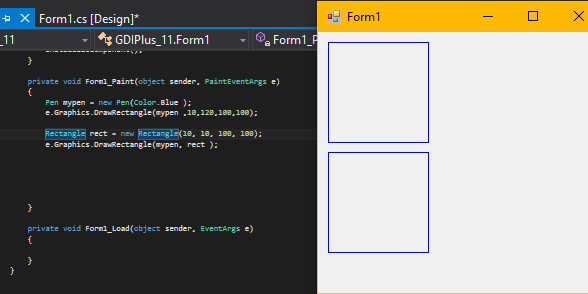 Form1.cs [Design]*
_11
GDIPlus_11.Form1
Form1_P
}
private void Form1_Paint(object sender, PaintEventArgs e)
{
Pen mypen = new Pen(Color.Blue );
e.Graphics.DrawRectangle(mypen ,10,120,100,100);
Rectangle rect = new Rectangle(10, 10, 100, 100);
e.Graphics.DrawRectangle(mypen, rect );
}
private void Form1_Load(object sender, EventArgs e)
{
}
}
Form1